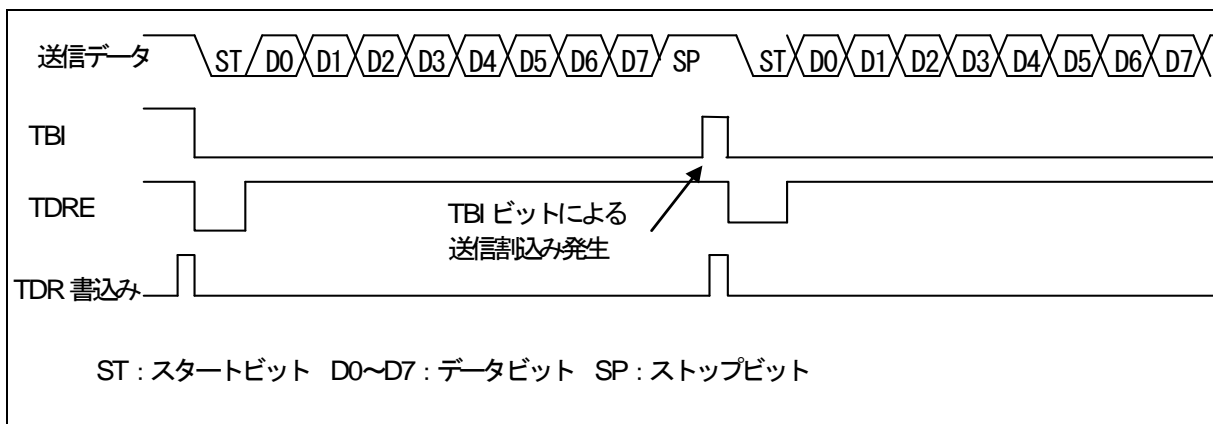 送信データ ST D0 D1 D2 D3 D4 D5 D6 D7 SP ST D0 D1 D2 D3 D4 D5 D6 D7
TBI
TDRE
TBI ビットによる
送信割込み発生
TDR 書込み
ST：スタートビット D0～D7：データビット SP：ストップビット